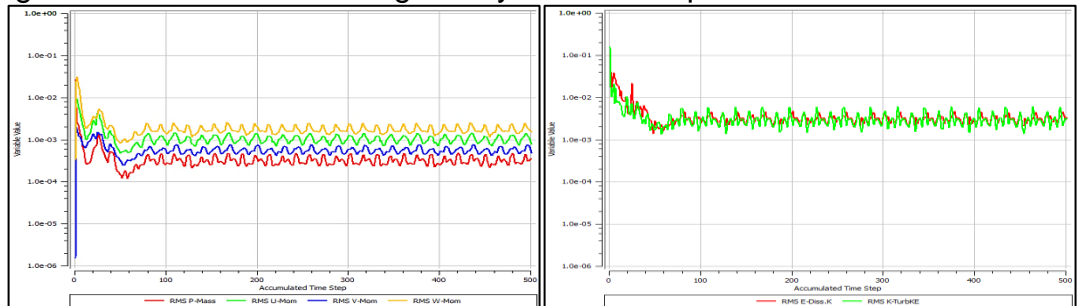 1.0e+00
1.0e-01
1.0e-02
1.0e-03
1.0e-04
1.0e-05
1.0e-06
Variable Value
0 100 200 300 400 500
Accumulated Time Step
RMS P-Mass RMS U-Mom RMS V-Mom RMS W-Mom
1.0e+00
1.0e-01
1.0e-02
1.0e-03
1.0e-04
1.0e-05
1.0e-06
Variable Value
0 100 200 300 400 500
Accumulated Time Step
RMS E-Diss.K RMS K-TurbKE